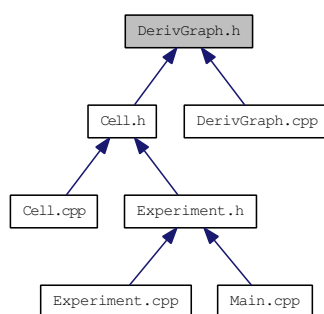 DerivGraph.h
Cell.h
DerivGraph.cpp
Cell.cpp
Experiment.h
Experiment.cpp
Main.cpp